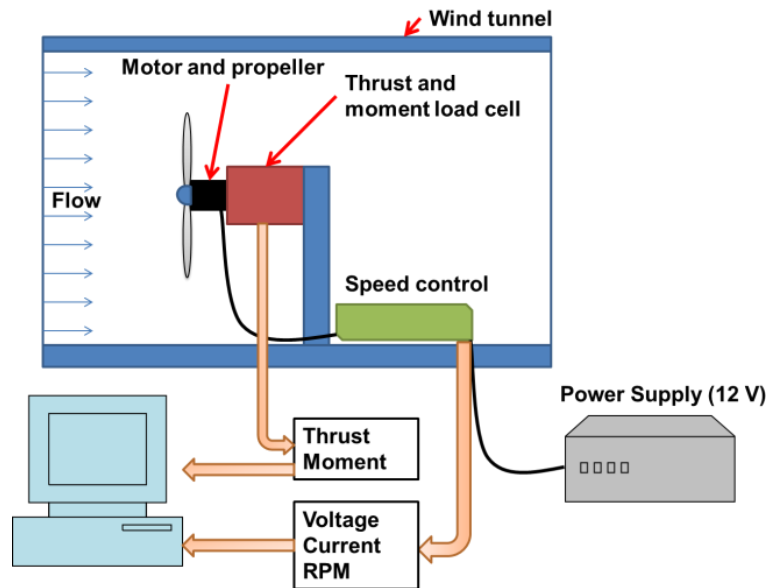 Wind tunnel
Motor and propeller
Thrust and
moment load cell
Flow
Speed control
Power Supply (12 V)
Thrust
Moment
Voltage
Current
RPM